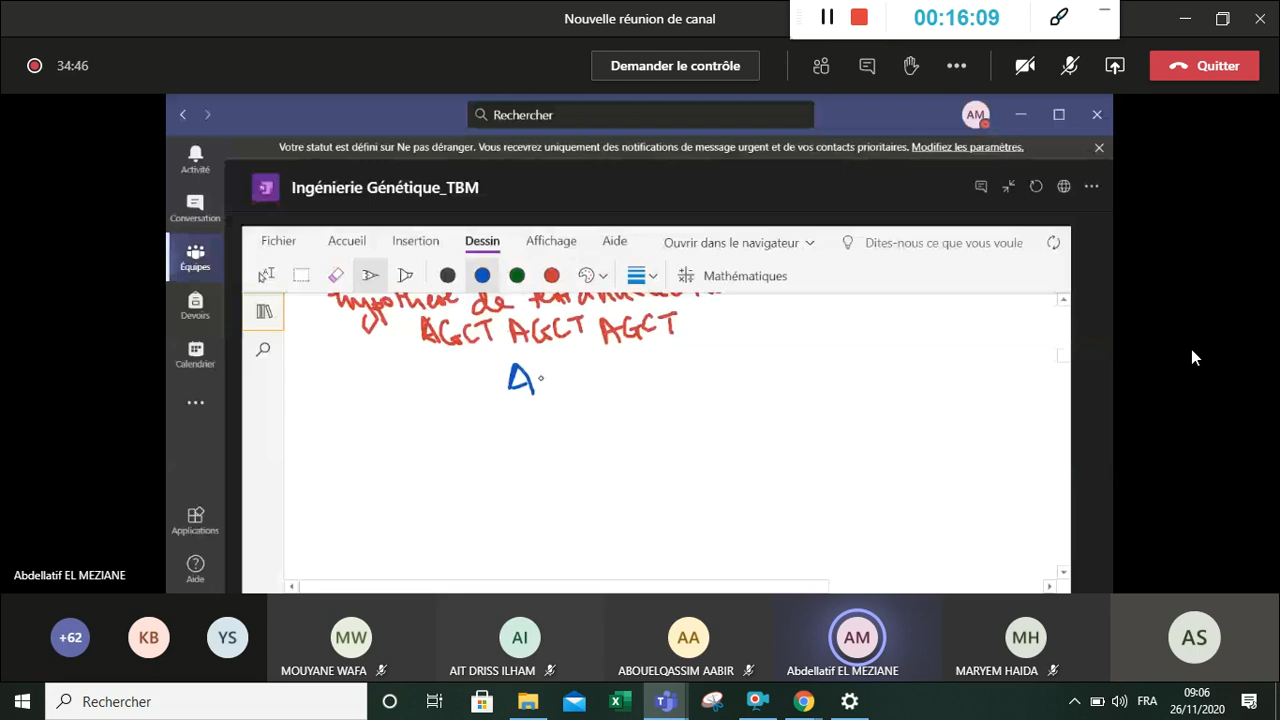 Nouvelle réunion de canal
00:16:09
34:46
Demander le contrôle
Quitter
Rechercher
AM
Votre statut est défini sur Ne pas déranger. Vous recevrez uniquement des notifications de message urgent et de vos contacts prioritaires. Modifiez les paramètres.
Activité
Ingénierie Génétique_TBM
Conversation
Fichier Accueil Insertion Dessin Affichage Aide Ouvrir dans le navigateur Dites-nous ce que vous voule
Équipes
Mathématiques
hypothèse de
Devoirs
AGCT AGCT AGCT
Calendrier
A
Applications
Aide
Abdellatif EL MEZIANE
+62 KB YS MW AI AA AM MH AS
MOUYANE WAFA AIT DRISS ILHAM ABOUELQASSIM AABIR Abdellatif EL MEZIANE MARYEM HAIDA
Rechercher
FRA
09:06
26/11/2020